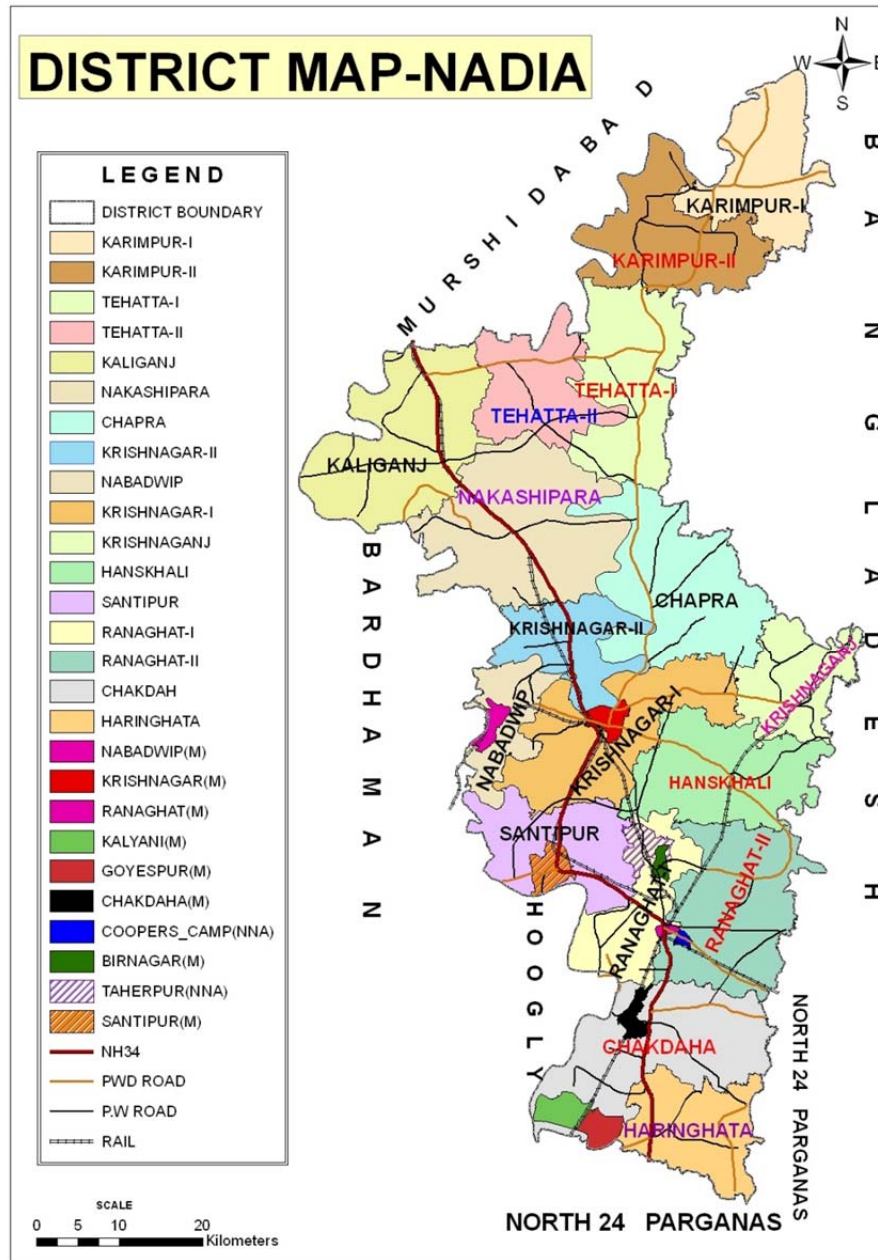 DISTRICT MAP-NADIA
N
W E
S
LEGEND
DISTRICT BOUNDARY
KARIMPUR-I
KARIMPUR-II
TEHATTA-I
TEHATTA-II
KALIGANJ
NAKASHIPARA
CHAPRA
KRISHNAGAR-II
NABADWIP
KRISHNAGAR-I
KRISHNAGANJ
HANSKHALI
SANTIPUR
RANAGHAT-I
RANAGHAT-II
CHAKDAH
HARINGHATA
NABADWIP(M)
KRISHNAGAR(M)
RANAGHAT(M)
KALYANI(M)
GOYESPUR(M)
CHAKDAHA(M)
COOPERS_CAMP(NNA)
BIRNAGAR(M)
TAHERPUR(NNA)
SANTIPUR(M)
NH34
PWD ROAD
P.W ROAD
RAIL
SCALE
0 5 10 20
Kilometers
MURSHIDABAD
BANGLADESH
KARIMPUR-I
KARIMPUR-II
TEHATTA-I
TEHATTA-II
KALIGANJ
NAKASHIPARA
BARDHAMAN
CHAPRA
KRISHNAGAR-II
KRISHNAGANJ
NABADWIP
KRISHNAGAR-I
HANSKHALI
SANTIPUR
RANAGHAT-II
RANAGHAT-I
HOOGLY
CHAKDAHA
HARINGHATA
NORTH 24 PARGANAS
NORTH 24 PARGANAS